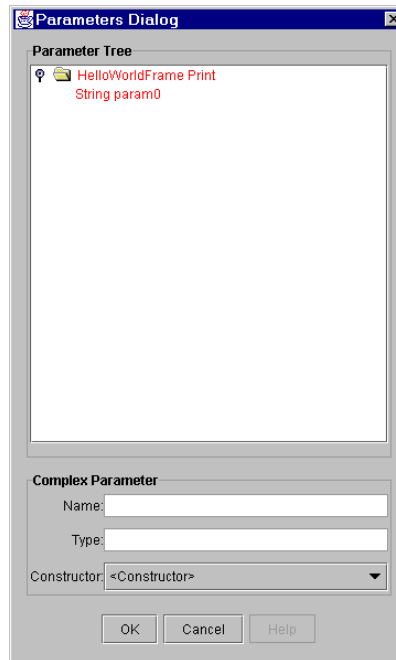 Parameters Dialog
Parameter Tree
HelloWorldFrame Print
String param0
Complex Parameter
Name:
Type:
Constructor: <Constructor>
OK Cancel Help